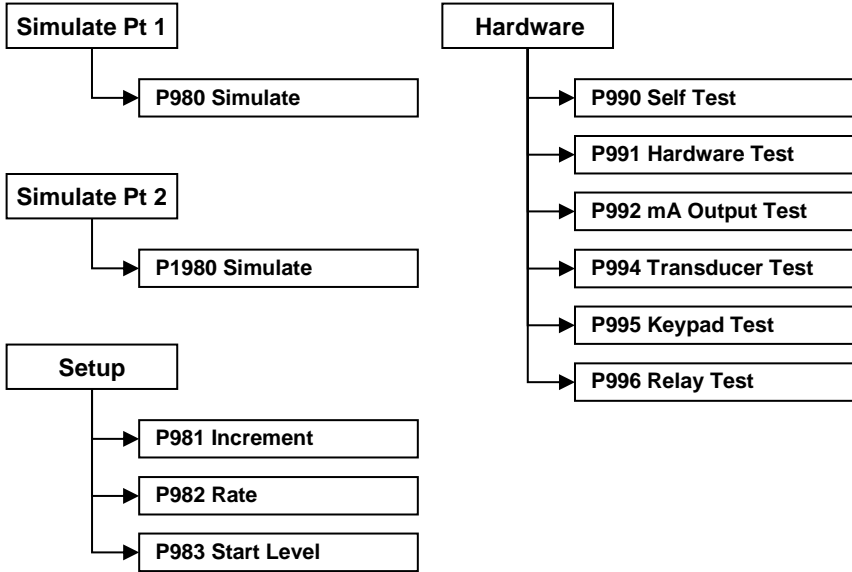 Simulate Pt 1
P980 Simulate
Simulate Pt 2
P1980 Simulate
Setup
P981 Increment
P982 Rate
P983 Start Level
Hardware
P990 Self Test
P991 Hardware Test
P992 mA Output Test
P994 Transducer Test
P995 Keypad Test
P996 Relay Test